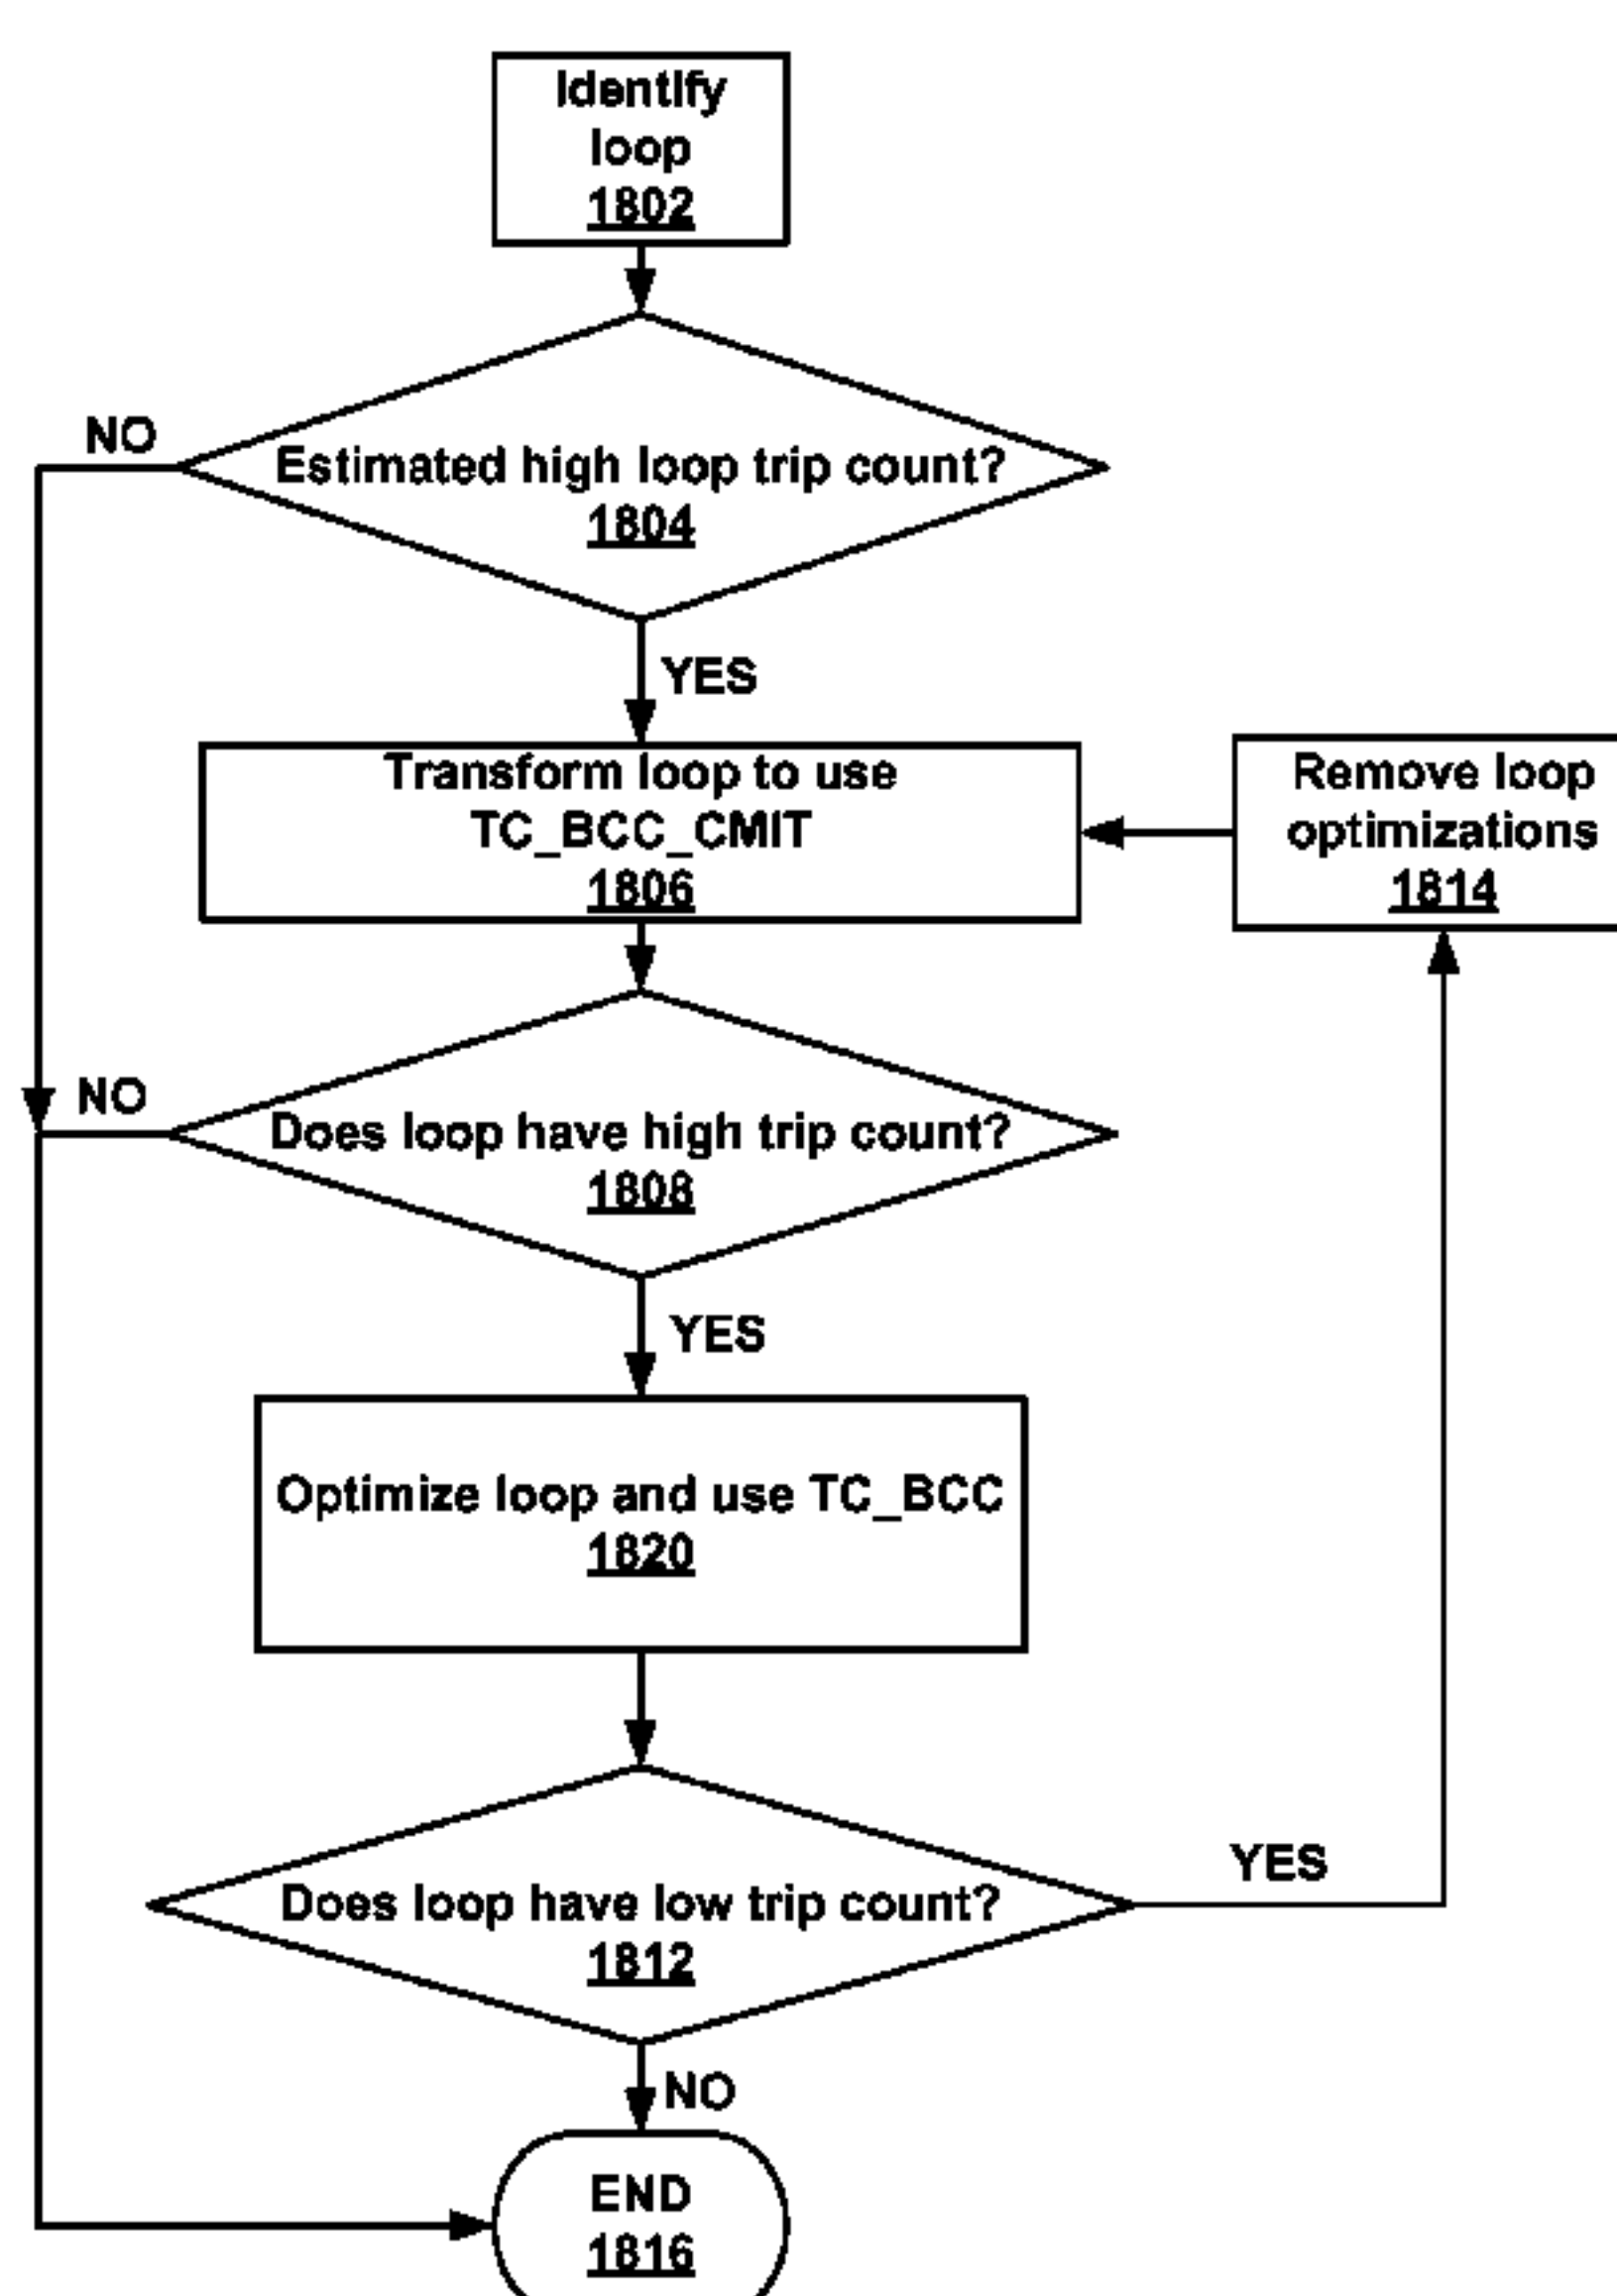 Identify
loop
1802
NO
Estimated high loop trip count?
1804
YES
Transform loop to use
TC_BCC_CMIT
1806
Remove loop
optimizations
1814
NO
Does loop have high trip count?
1808
YES
Optimize loop and use TC_BCC
1820
Does loop have low trip count?
1812
YES
NO
END
1816